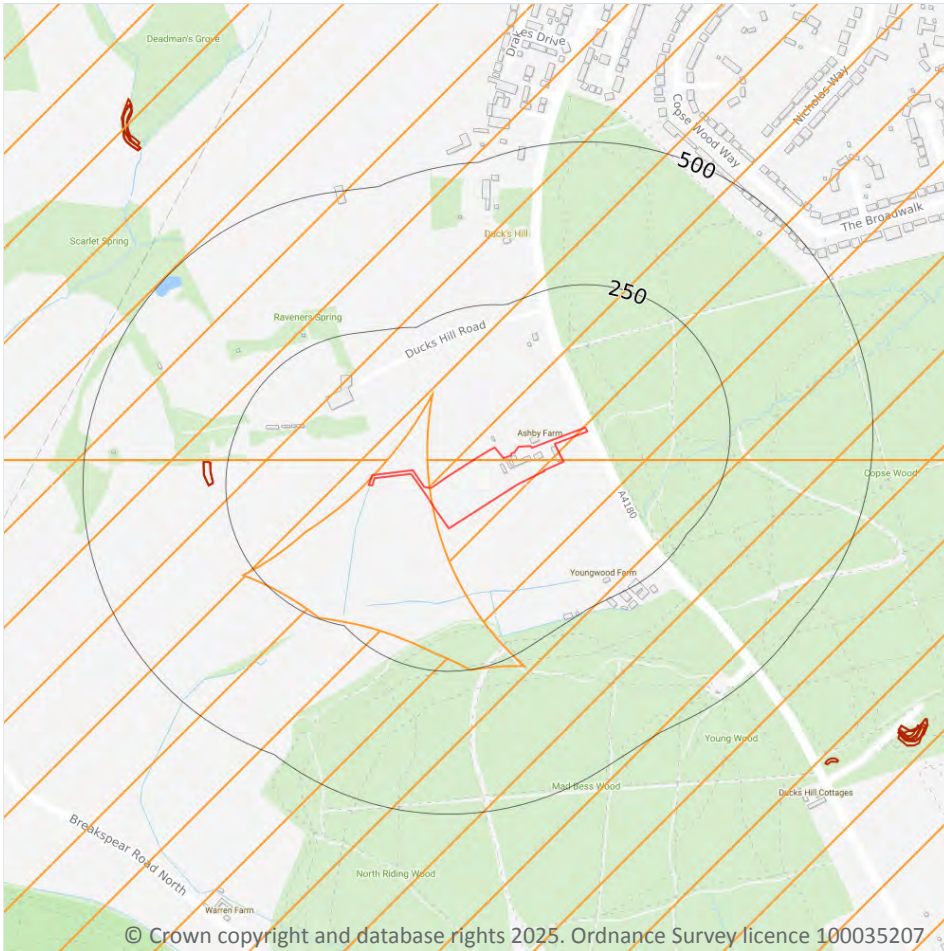 Deadman's Grove
Drakes Drive
Nicholas Way
Copse Wood Way
500
The Broadwalk
Scarlet Spring
Duck's Hill
250
Raveners Spring
Ducks Hill Road
Ashby Farm
Copse Wood
A4180
Youngwood Farm
Young Wood
Mad Bess Wood
Ducks Hill Cottages
Breakspear Road North
North Riding Wood
Warren Farm
© Crown copyright and database rights 2025. Ordnance Survey licence 100035207